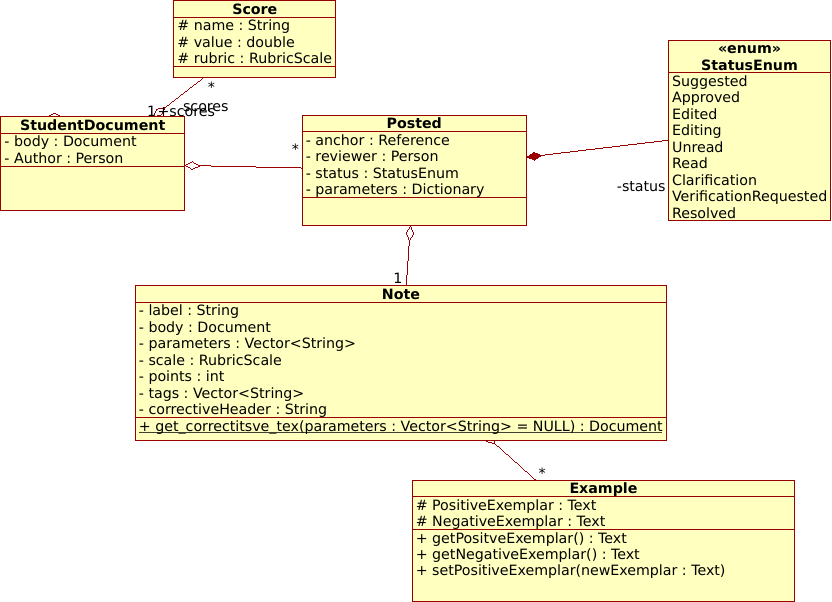 Score
# name : String
# value : double
# rubric : RubricScale
*
scores
1 +scores
StudentDocument
- body : Document
- Author : Person
*
Posted
- anchor : Reference
- reviewer : Person
- status : StatusEnum
- parameters : Dictionary
«enum»
StatusEnum
Suggested
Approved
Edited
Editing
Unread
Read
Clarification
VerificationRequested
Resolved
-status
1
Note
- label : String
- body : Document
- parameters : Vector<String>
- scale : RubricScale
- points : int
- tags : Vector<String>
- correctiveHeader : String
+ get_correctitsve_tex(parameters : Vector<String> = NULL) : Document
*
Example
# PositiveExemplar : Text
# NegativeExemplar : Text
+ getPositveExemplar() : Text
+ getNegativeExemplar() : Text
+ setPositiveExemplar(newExemplar : Text)